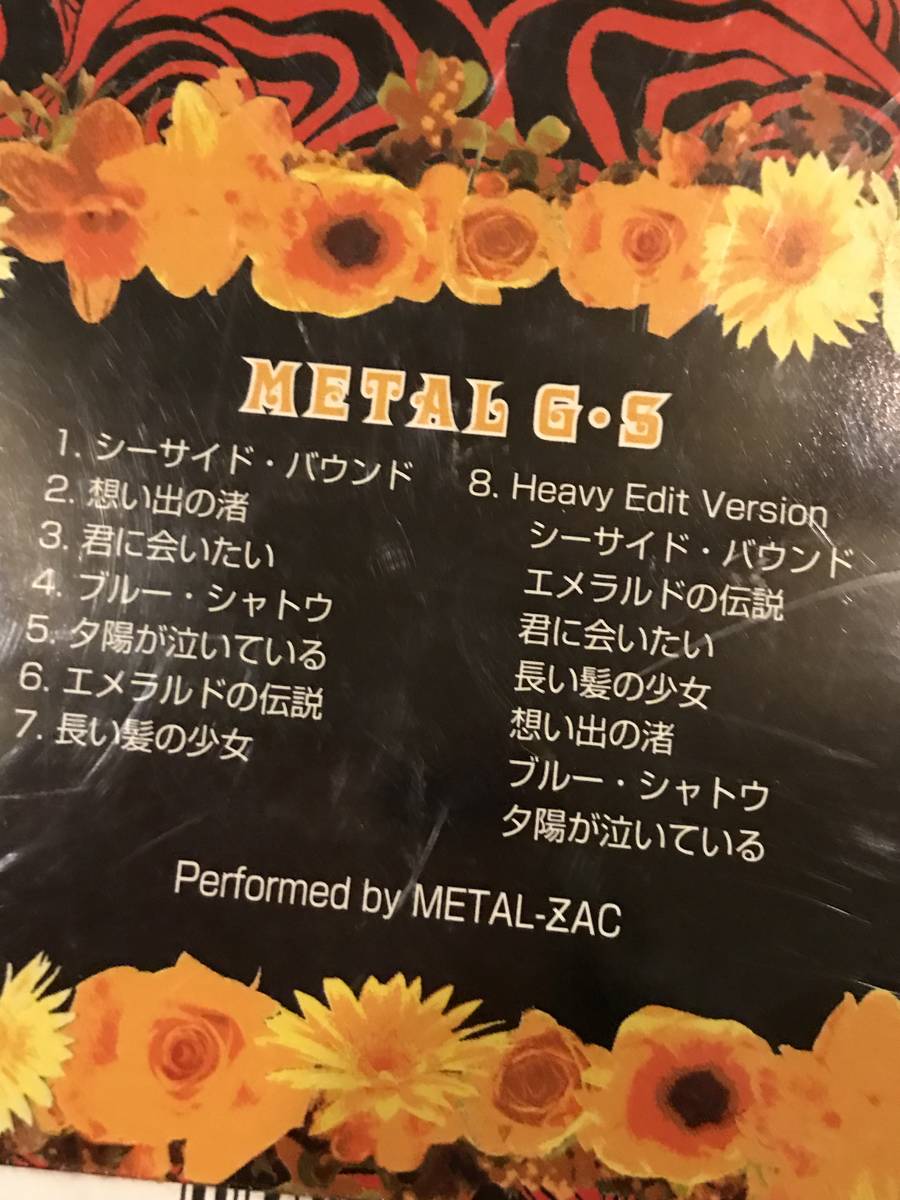 METAL G・S
1. シーサイド・バウンド
2. 想い出の渚
3. 君に会いたい
4. ブルー・シャトウ
5. 夕陽が泣いている
6. エメラルドの伝説
7. 長い髪の少女
8. Heavy Edit Version
シーサイド・バウンド
エメラルドの伝説
君に会いたい
長い髪の少女
想い出の渚
ブルー・シャトウ
夕陽が泣いている
Performed by METAL-ZAC